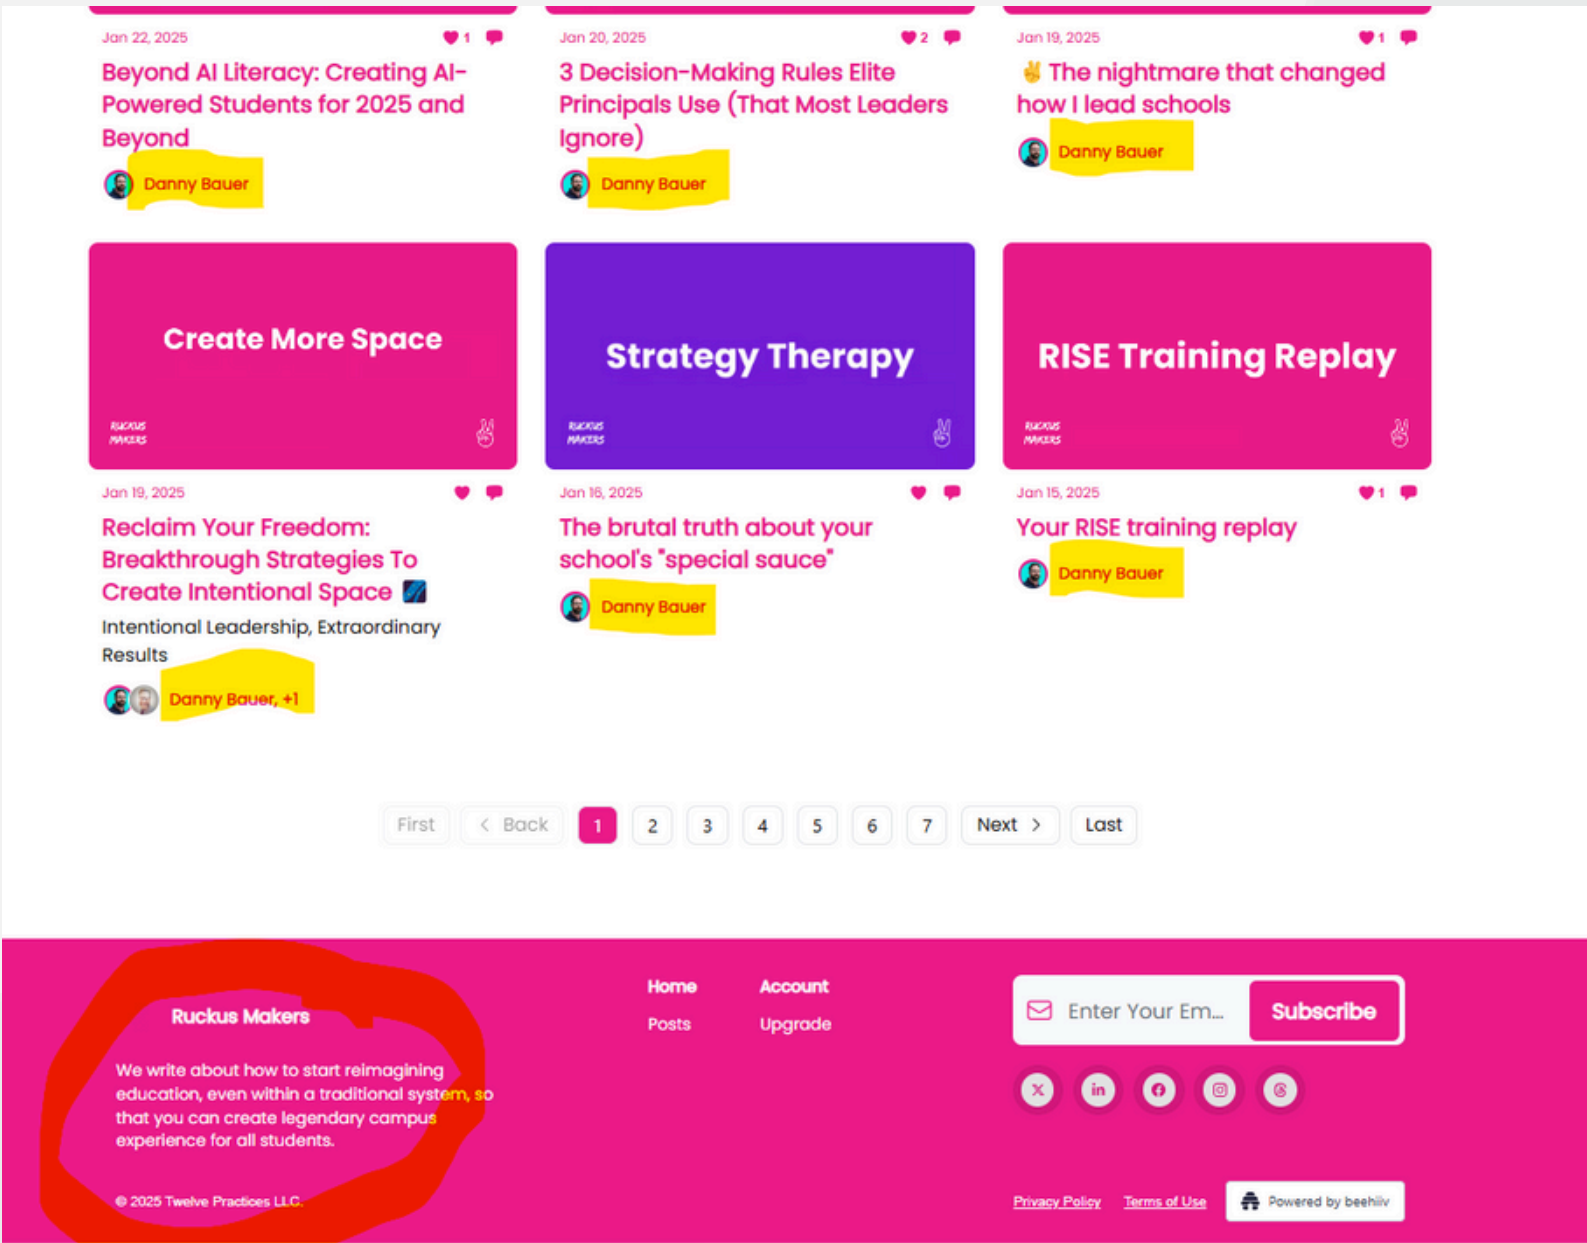 Jan 22, 2025 1
Beyond AI Literacy: Creating AI-
Powered Students for 2025 and
Beyond
Danny Bauer
Jan 20, 2025 2
3 Decision-Making Rules Elite
Principals Use (That Most Leaders
Ignore)
Danny Bauer
Jan 19, 2025 1
✌️ The nightmare that changed
how I lead schools
Danny Bauer
Create More Space
RUCKUS
MAKERS
Jan 19, 2025
Reclaim Your Freedom:
Breakthrough Strategies To
Create Intentional Space 🌌
Intentional Leadership, Extraordinary
Results
Danny Bauer, +1
Strategy Therapy
RUCKUS
MAKERS
Jan 16, 2025
The brutal truth about your
school's "special sauce"
Danny Bauer
RISE Training Replay
RUCKUS
MAKERS
Jan 15, 2025 1
Your RISE training replay
Danny Bauer
First < Back 1 2 3 4 5 6 7 Next > Last
Ruckus Makers
We write about how to start reimagining
education, even within a traditional system, so
that you can create legendary campus
experience for all students.
© 2025 Twelve Practices LLC.
Home
Posts
Account
Upgrade
Enter Your Em... Subscribe
Privacy Policy Terms of Use Powered by beehiiv